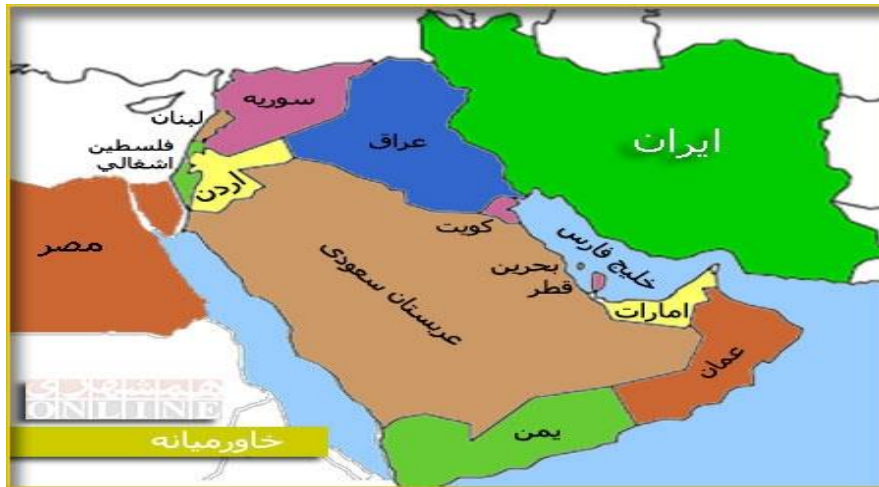 سوریه
لبنان
فلسطین
اشغالي
عراق
ایران
اردن
مصر
کویت
خلیج فارس
بحرین
قطر
عربستان سعودی
امارات
عمان
یمن
همشهری
ONLINE
خاورمیانه